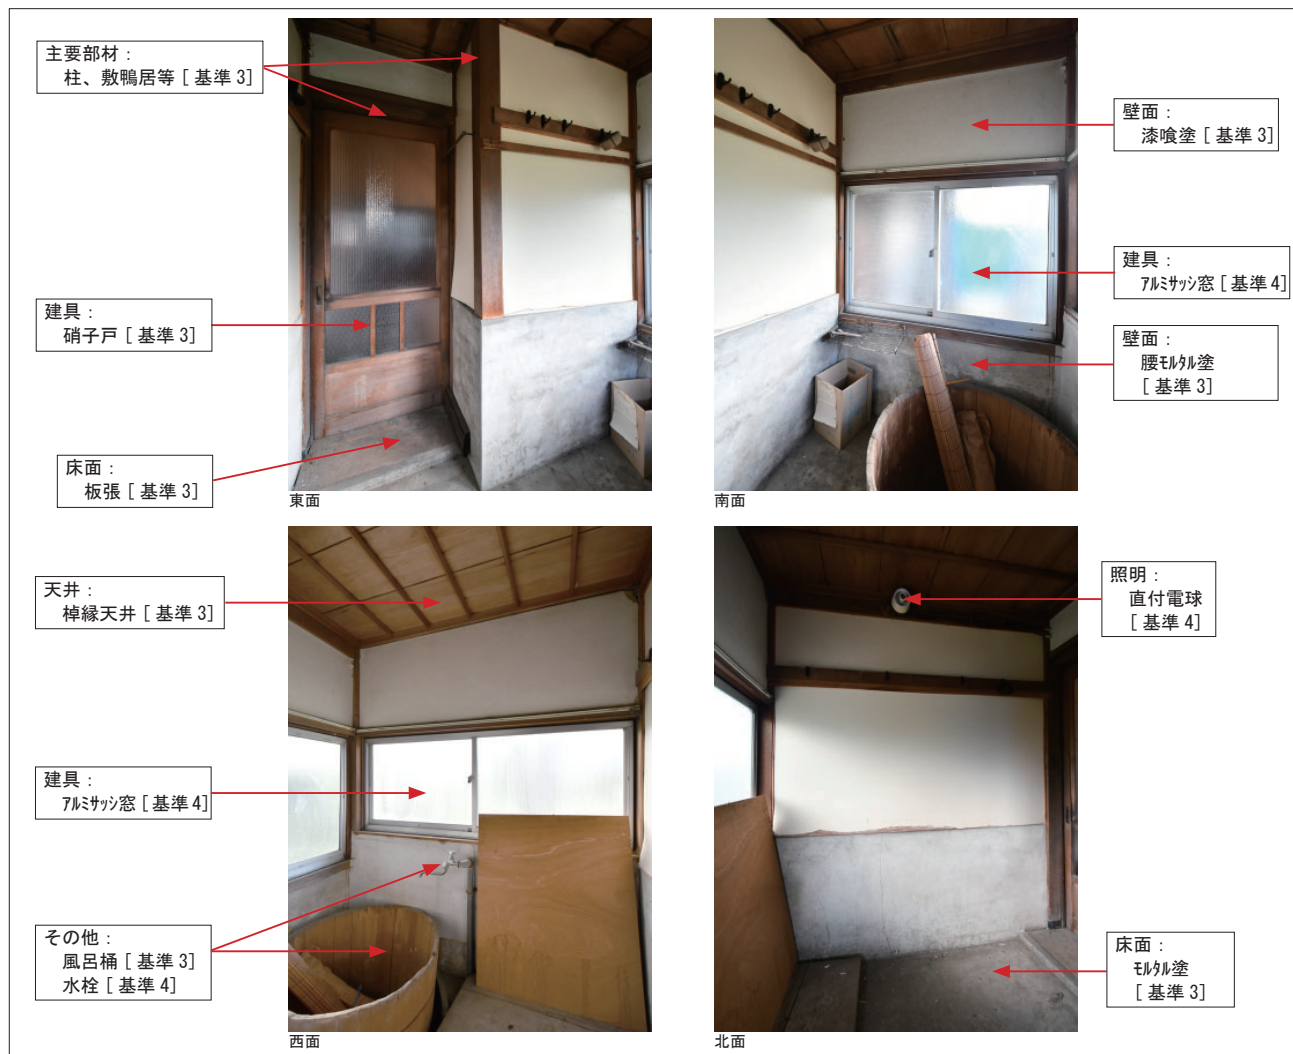 主要部材：
柱、敷鴨居等 [ 基準 3]
建具：
硝子戸 [ 基準 3]
床面：
板張 [ 基準 3]
東面
壁面：
漆喰塗 [ 基準 3]
建具：
ｱﾙﾐｻｯｼ窓 [ 基準 4]
壁面：
腰ﾓﾙﾀﾙ塗
[ 基準 3]
南面
天井：
棹縁天井 [ 基準 3]
建具：
ｱﾙﾐｻｯｼ窓 [ 基準 4]
その他：
風呂桶 [ 基準 3]
水栓 [ 基準 4]
西面
照明：
直付電球
[ 基準 4]
床面：
ﾓﾙﾀﾙ塗
[ 基準 3]
北面